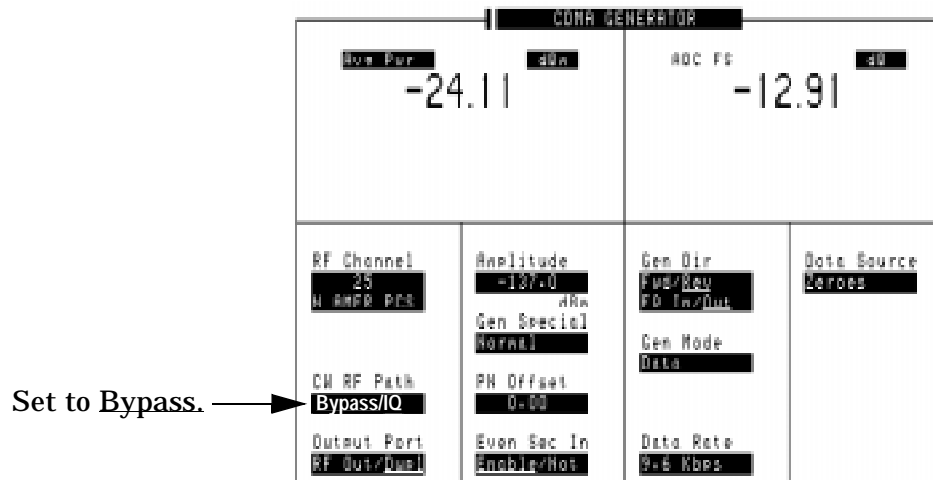 CDMA GENERATOR
Avg Pwr dBm
-24.11
ADC FS dB
-12.91
RF Channel
25
N AMER PCS
CW RF Path
Bypass/IQ
Output Port
RF Out/Dupl
Amplitude
-137.0
dBm
Gen Special
Normal
PN Offset
0.00
Even Sec In
Enable/Not
Gen Dir
Fwd/Rev
FD In/Out
Gen Mode
Data
Data Rate
9.6 Kbps
Data Source
Zeroes
Set to Bypass.